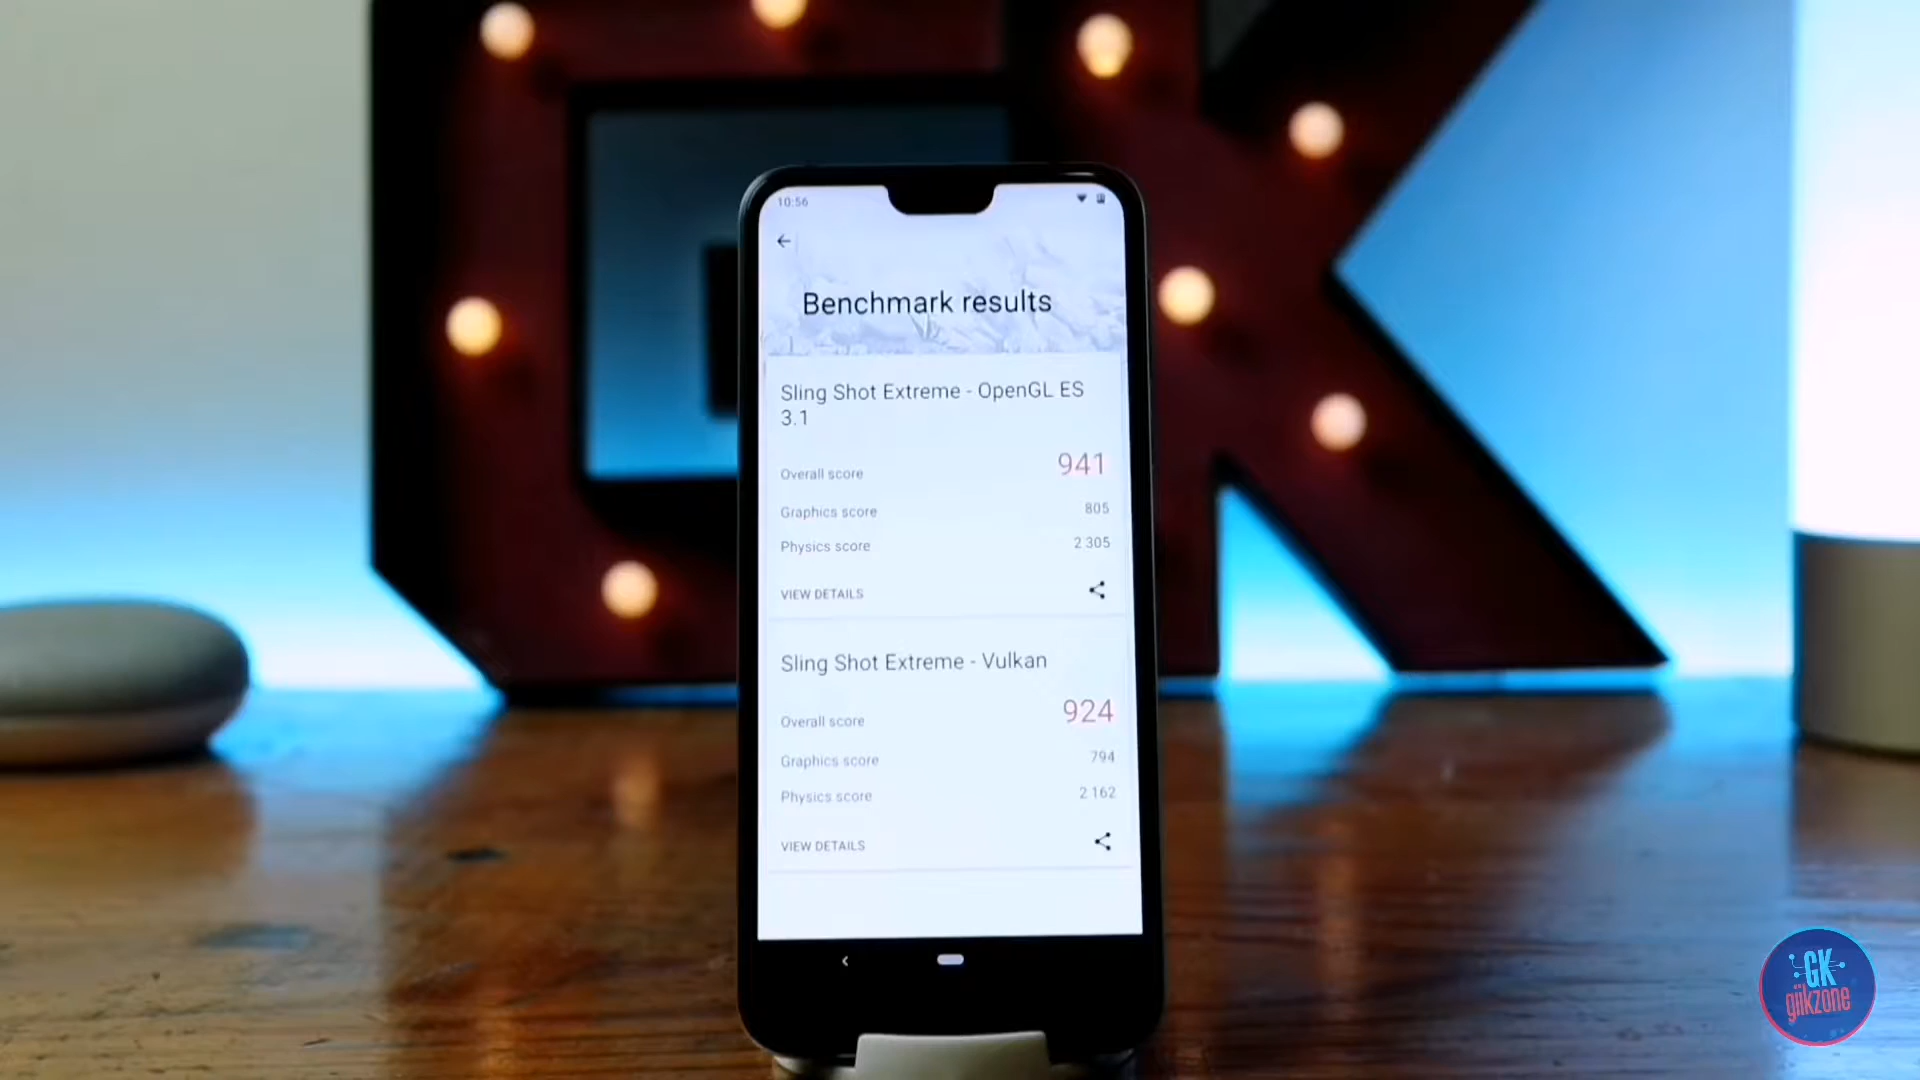 10:56
Benchmark results
Sling Shot Extreme - OpenGL ES
3.1
Overall score 941
Graphics score 805
Physics score 2 305
VIEW DETAILS
Sling Shot Extreme - Vulkan
Overall score 924
Graphics score 794
Physics score 2 162
VIEW DETAILS
GK
giikzone